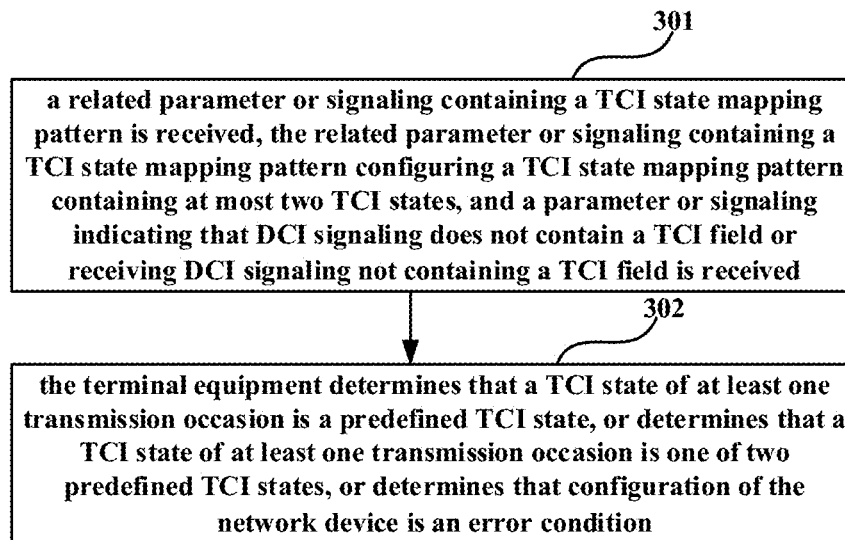 301
a related parameter or signaling containing a TCI state mapping
pattern is received, the related parameter or signaling containing a
TCI state mapping pattern configuring a TCI state mapping pattern
containing at most two TCI states, and a parameter or signaling
indicating that DCI signaling does not contain a TCI field or
receiving DCI signaling not containing a TCI field is received
302
the terminal equipment determines that a TCI state of at least one
transmission occasion is a predefined TCI state, or determines that a
TCI state of at least one transmission occasion is one of two
predefined TCI states, or determines that configuration of the
network device is an error condition